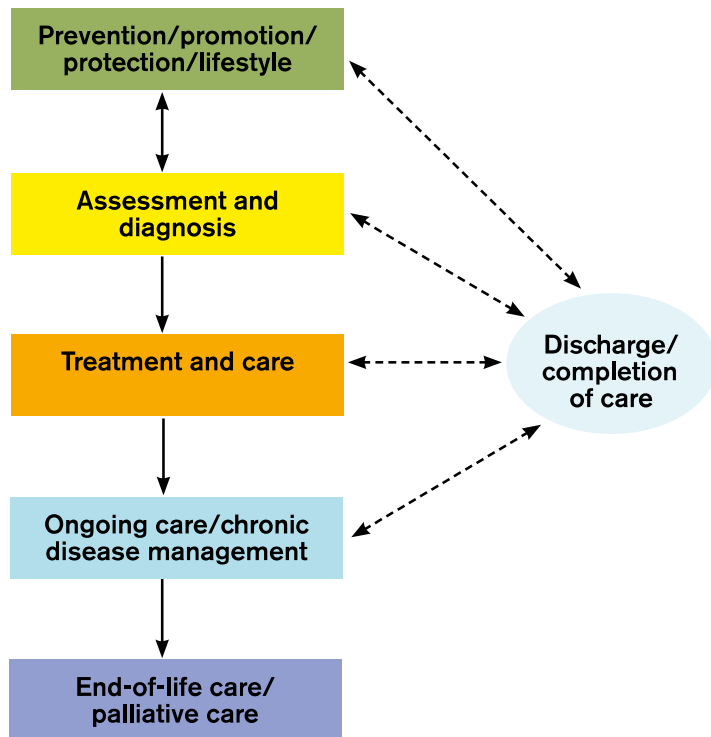 Prevention/promotion/
protection/lifestyle
Assessment and
diagnosis
Treatment and care
Discharge/
completion
of care
Ongoing care/chronic
disease management
End-of-life care/
palliative care